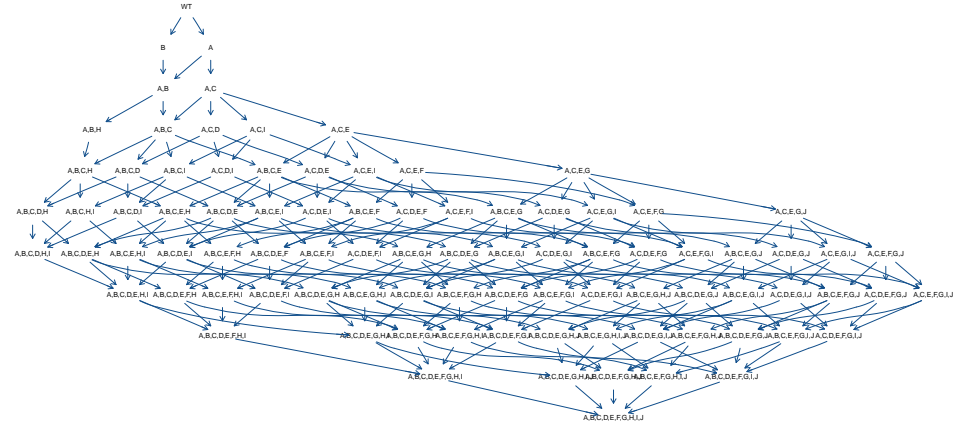 WT
B A
A,B A,C
A,B,H A,B,C A,C,D A,C,I A,C,E
A,B,C,H A,B,C,D A,B,C,I A,C,D,I A,B,C,E A,C,D,E A,C,E,I A,C,E,F A,C,E,G
A,B,C,D,H A,B,C,H,I A,B,C,D,I A,B,C,E,H A,B,C,D,E A,B,C,E,I A,C,D,E,I A,B,C,E,F A,C,D,E,F A,C,E,F,I A,B,C,E,G A,C,D,E,G A,C,E,G,I A,C,E,F,G A,C,E,G,J
A,B,C,D,H,I A,B,C,D,E,H A,B,C,E,H,I A,B,C,D,E,I A,B,C,E,F,H A,B,C,D,E,F A,B,C,E,F,I A,C,D,E,F,I A,B,C,E,G,H A,B,C,D,E,G A,B,C,E,G,I A,C,D,E,G,I A,B,C,E,F,G A,C,D,E,F,G A,C,E,F,G,I A,B,C,E,G,J A,C,D,E,G,J A,C,E,G,I,J A,C,E,F,G,J
A,B,C,D,E,H,I A,B,C,D,E,F,H A,B,C,E,F,H,I A,B,C,D,E,F,I A,B,C,D,E,G,H A,B,C,E,G,H,I A,B,C,D,E,G,I A,B,C,E,F,G,H A,B,C,D,E,F,G A,B,C,E,F,G,I A,C,D,E,F,G,I A,B,C,E,G,H,J A,B,C,D,E,G,J A,B,C,E,G,I,J A,C,D,E,G,I,J A,B,C,E,F,G,J A,C,D,E,F,G,J A,C,E,F,G,I,J
A,B,C,D,E,F,H,I A,B,C,D,E,G,H,I A,B,C,D,E,F,G,H A,B,C,E,F,G,H,I A,B,C,D,E,F,G,I A,B,C,D,E,G,H,J A,B,C,E,G,H,I,J A,B,C,D,E,G,I,J A,B,C,E,F,G,H,J A,B,C,D,E,F,G,J A,B,C,E,F,G,I,J A,C,D,E,F,G,I,J
A,B,C,D,E,F,G,H,I A,B,C,D,E,G,H,I,J A,B,C,D,E,F,G,H,J A,B,C,E,F,G,H,I,J A,B,C,D,E,F,G,I,J
A,B,C,D,E,F,G,H,I,J